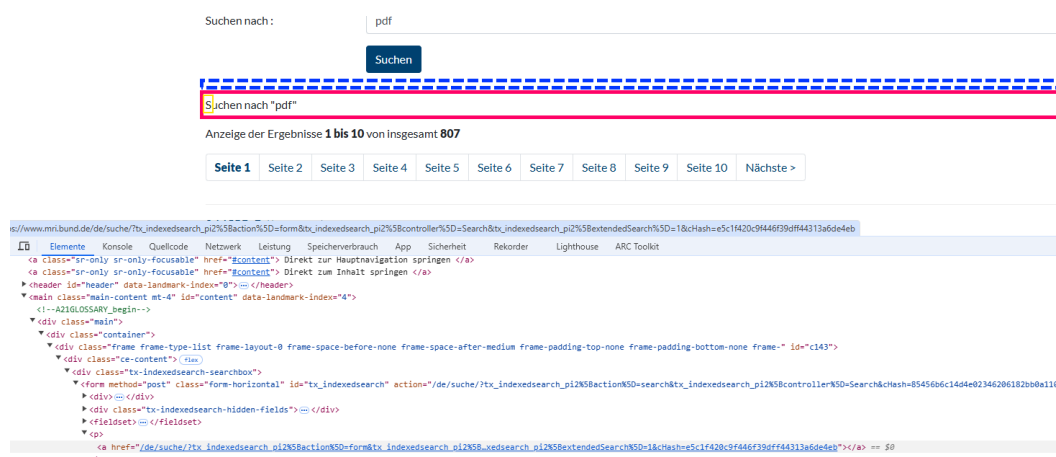 Suchen nach :
pdf
Suchen
Suchen nach "pdf"
Anzeige der Ergebnisse 1 bis 10 von insgesamt 807
Seite 1 Seite 2 Seite 3 Seite 4 Seite 5 Seite 6 Seite 7 Seite 8 Seite 9 Seite 10 Nächste >
s://www.mri.bund.de/de/suche/?tx_indexedsearch_pi2%5Baction%5D=form&tx_indexedsearch_pi2%5Bcontroller%5D=Search&tx_indexedsearch_pi2%5BextendedSearch%5D=1&cHash=e5c1f420c9f446f39dff44313a6de4eb
Elemente Konsole Quellcode Netzwerk Leistung Speicherverbrauch App Sicherheit Rekorder Lighthouse ARC Toolkit
<a class="sr-only sr-only-focusable" href="#content"> Direkt zur Hauptnavigation springen </a>
<a class="sr-only sr-only-focusable" href="#content"> Direkt zum Inhalt springen </a>
<header id="header" data-landmark-index="0"> … </header>
<main class="main-content mt-4" id="content" data-landmark-index="4">
<!--A21GLOSSARY_begin-->
<div class="main">
<div class="container">
<div class="frame frame-type-list frame-layout-0 frame-space-before-none frame-space-after-medium frame-padding-top-none frame-padding-bottom-none frame-" id="c143">
<div class="ce-content"> flex
<div class="tx-indexedsearch-searchbox">
<form method="post" class="form-horizontal" id="tx_indexedsearch" action="/de/suche/?tx_indexedsearch_pi2%5Baction%5D=search&tx_indexedsearch_pi2%5Bcontroller%5D=Search&cHash=85456b6c14d4e02346206182bb0a110
<div> … </div>
<div class="tx-indexedsearch-hidden-fields"> … </div>
<fieldset> … </fieldset>
<p>
<a href="/de/suche/?tx_indexedsearch_pi2%5Baction%5D=form&tx_indexedsearch_pi2%5B…xedsearch_pi2%5BextendedSearch%5D=1&cHash=e5c1f420c9f446f39dff44313a6de4eb"></a> == $0